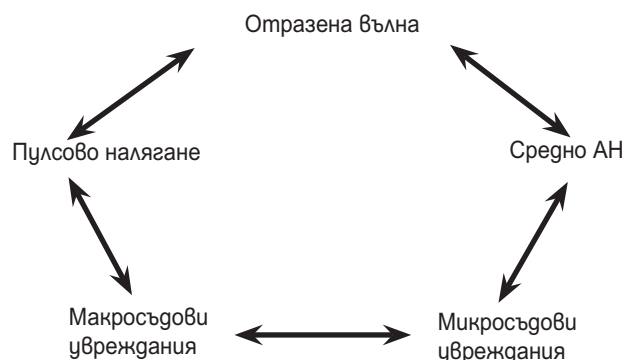 Отразена вълна
Пулсово налягане
Средно АН
Макросъдови
увреждания
Микросъдови
увреждания